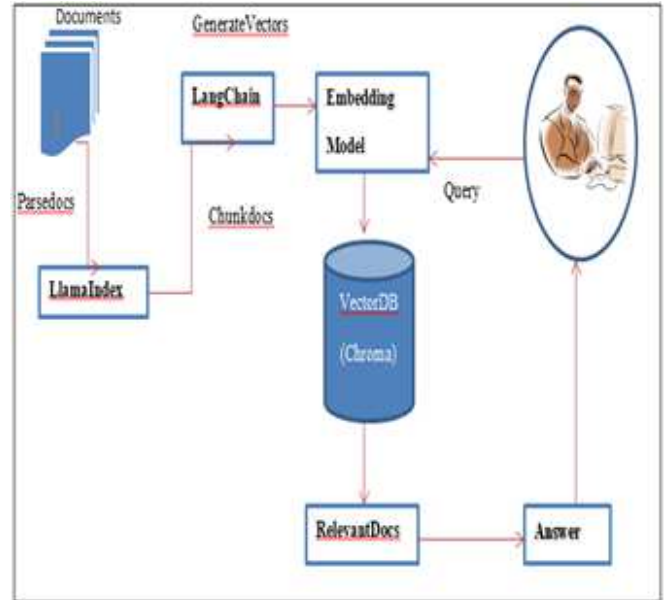 Documents
GenerateVectors
LangChain
Embedding
Model
Parsedocs
Chunkdocs
Query
LlamaIndex
VectorDB
(Chroma)
RelevantDocs
Answer